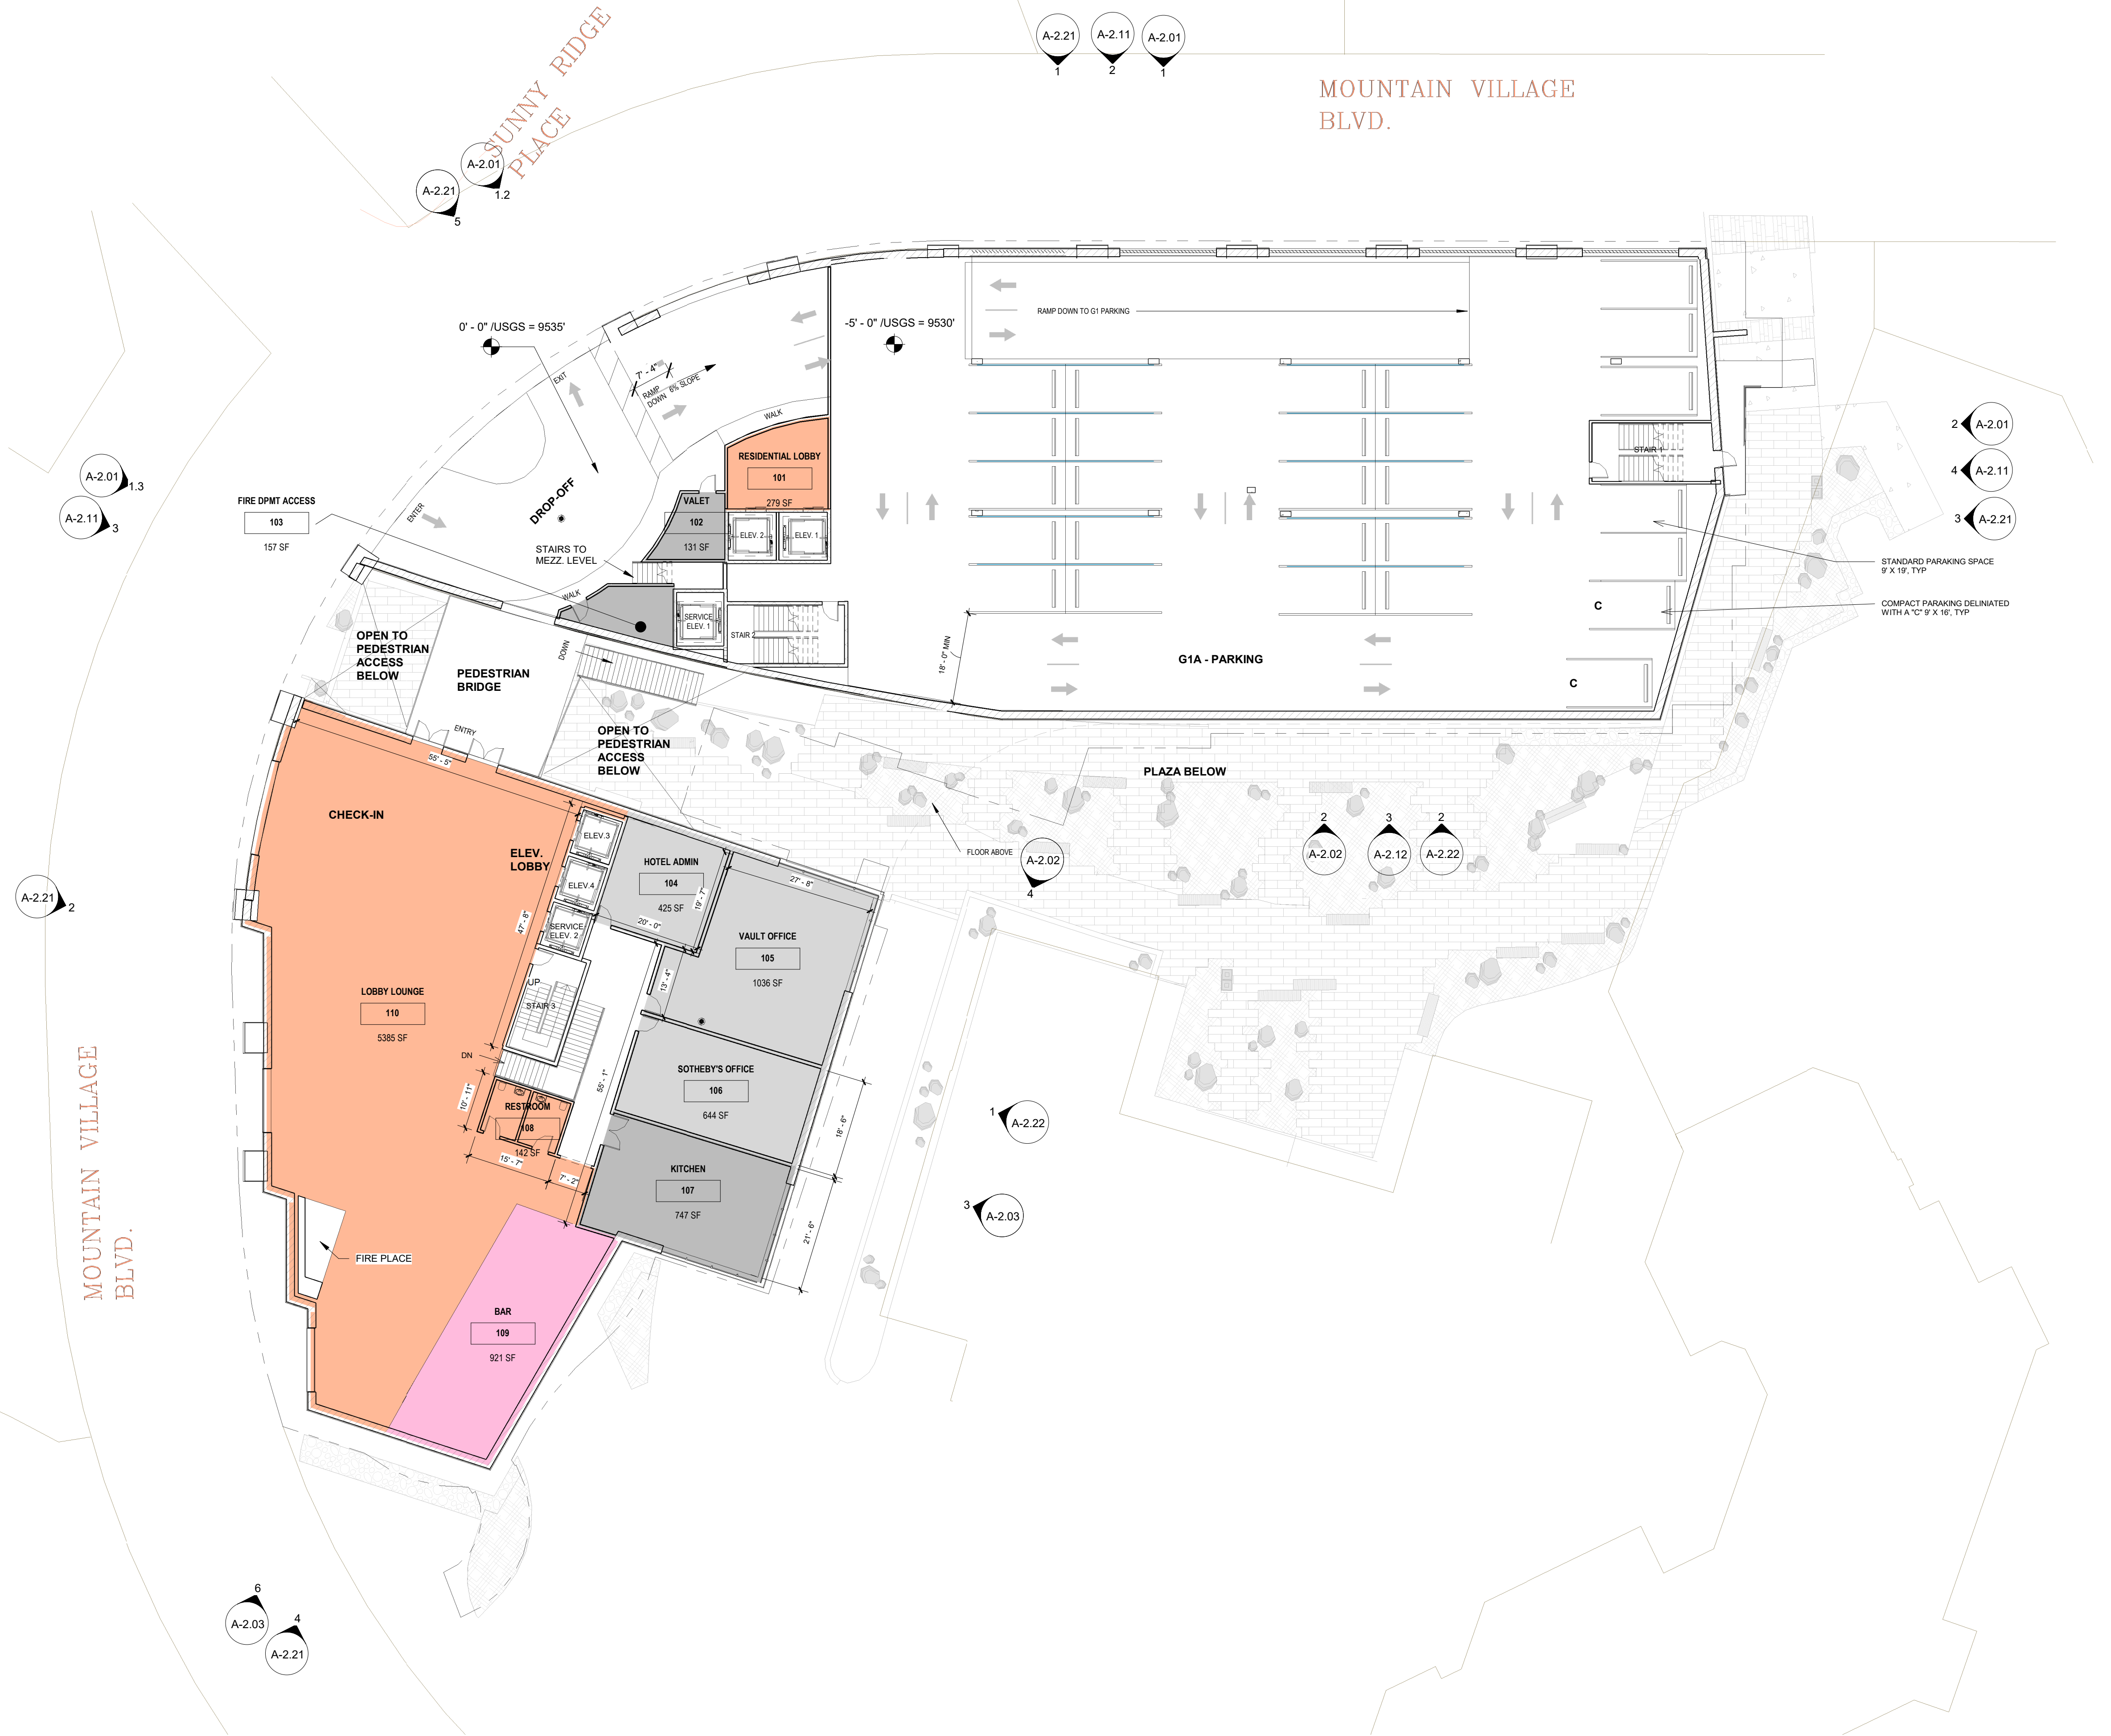 SUNNY RIDGE
PLACE
A-2.21
1
A-2.11
2
A-2.01
1
MOUNTAIN VILLAGE
BLVD.
A-2.01
1.2
A-2.21
5
0' - 0" /USGS = 9535'
-5' - 0" /USGS = 9530'
RAMP DOWN TO G1 PARKING
EXIT
7' - 4"
RAMP
DOWN 6% SLOPE
WALK
RESIDENTIAL LOBBY
101
279 SF
STAIR 1
2
A-2.01
4
A-2.11
3
A-2.21
A-2.01
1.3
A-2.11
3
FIRE DPMT ACCESS
103
157 SF
ENTER
DROP-OFF
VALET
102
131 SF
ELEV. 2
ELEV. 1
STAIRS TO
MEZZ. LEVEL
STANDARD PARAKING SPACE
9' X 19', TYP
WALK
SERVICE
ELEV. 1
STAIR 2
C
COMPACT PARAKING DELINIATED
WITH A "C" 9' X 16', TYP
OPEN TO
PEDESTRIAN
ACCESS
BELOW
DOWN
PEDESTRIAN
BRIDGE
18' - 0" MIN
G1A - PARKING
C
ENTRY
OPEN TO
PEDESTRIAN
ACCESS
BELOW
55' - 5"
PLAZA BELOW
CHECK-IN
ELEV.
LOBBY
ELEV.3
ELEV.4
SERVICE
ELEV. 2
HOTEL ADMIN
104
425 SF
19' - 7"
27' - 8"
20' - 0"
47' - 8"
FLOOR ABOVE
A-2.02
4
2
A-2.02
3
A-2.12
2
A-2.22
A-2.21
2
VAULT OFFICE
105
1036 SF
13' - 4"
UP
STAIR 3
LOBBY LOUNGE
110
5385 SF
DN
SOTHEBY'S OFFICE
106
644 SF
55' - 1"
10' - 11"
RESTROOM
108
142 SF
15' - 7"
7' - 2"
18' - 6"
1
A-2.22
KITCHEN
107
747 SF
21' - 6"
3
A-2.03
MOUNTAIN VILLAGE
BLVD.
FIRE PLACE
BAR
109
921 SF
6
A-2.03
4
A-2.21